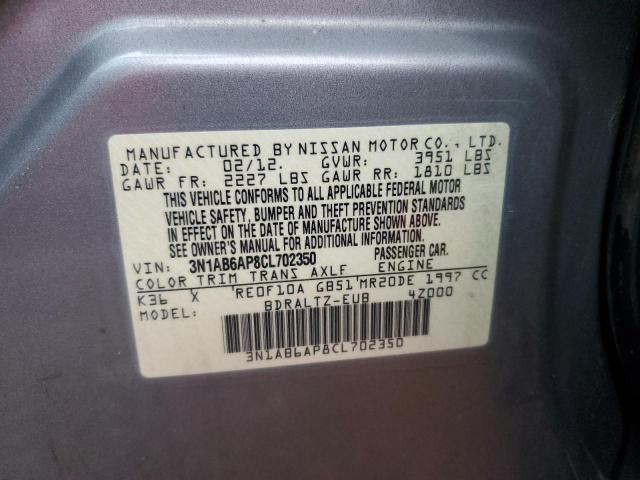 MANUFACTURED BY NISSAN MOTOR CO., LTD.
DATE: 02/12. GVWR: 3951 LBS
GAWR FR: 2227 LBS GAWR RR: 1810 LBS
THIS VEHICLE CONFORMS TO ALL APPLICABLE FEDERAL MOTOR
VEHICLE SAFETY, BUMPER AND THEFT PREVENTION STANDARDS
IN EFFECT ON THE DATE OF MANUFACTURE SHOWN ABOVE.
SEE OWNER'S MANUAL FOR ADDITIONAL INFORMATION.
VIN: 3N1AB6AP8CL702350 PASSENGER CAR.
COLOR TRIM TRANS AXLE ENGINE
K36 X RE0F10A GB51 MR20DE 1997 CC
MODEL: BDRALTZ-EUB 4Z000
3N1AB6AP8CL702350